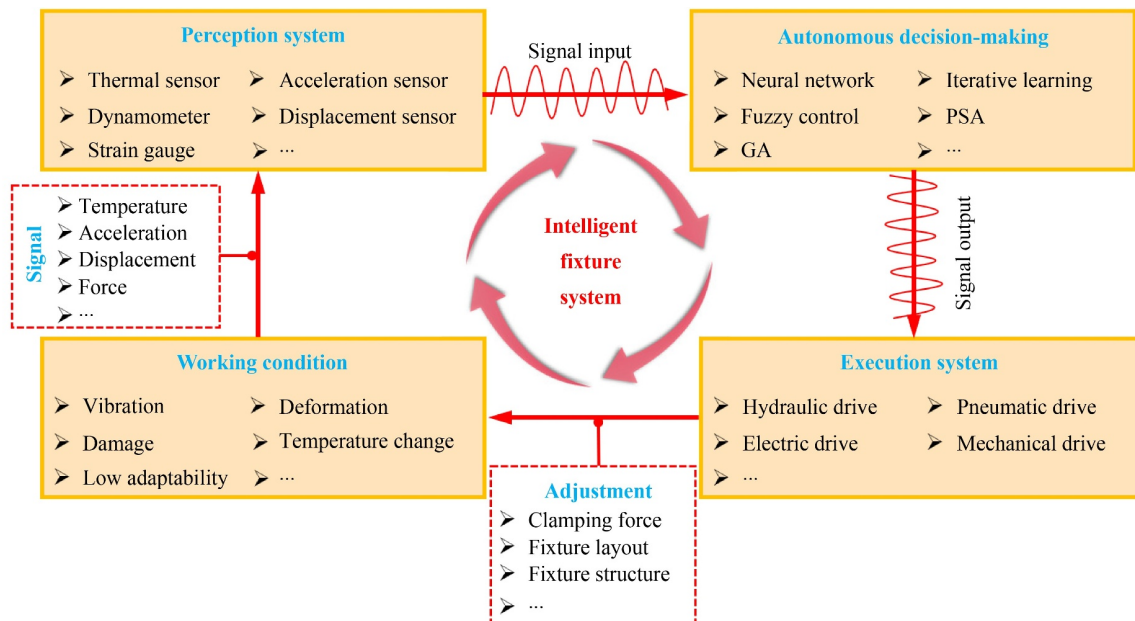 Perception system
➢ Thermal sensor
➢ Acceleration sensor
➢ Dynamometer
➢ Displacement sensor
➢ Strain gauge
➢ ...
Signal input
Autonomous decision-making
➢ Neural network
➢ Iterative learning
➢ Fuzzy control
➢ PSA
➢ GA
➢ ...
Signal
➢ Temperature
➢ Acceleration
➢ Displacement
➢ Force
➢ ...
Intelligent
fixture
system
Signal output
Working condition
➢ Vibration
➢ Deformation
➢ Damage
➢ Temperature change
➢ Low adaptability
➢ ...
Execution system
➢ Hydraulic drive
➢ Pneumatic drive
➢ Electric drive
➢ Mechanical drive
➢ ...
Adjustment
➢ Clamping force
➢ Fixture layout
➢ Fixture structure
➢ ...